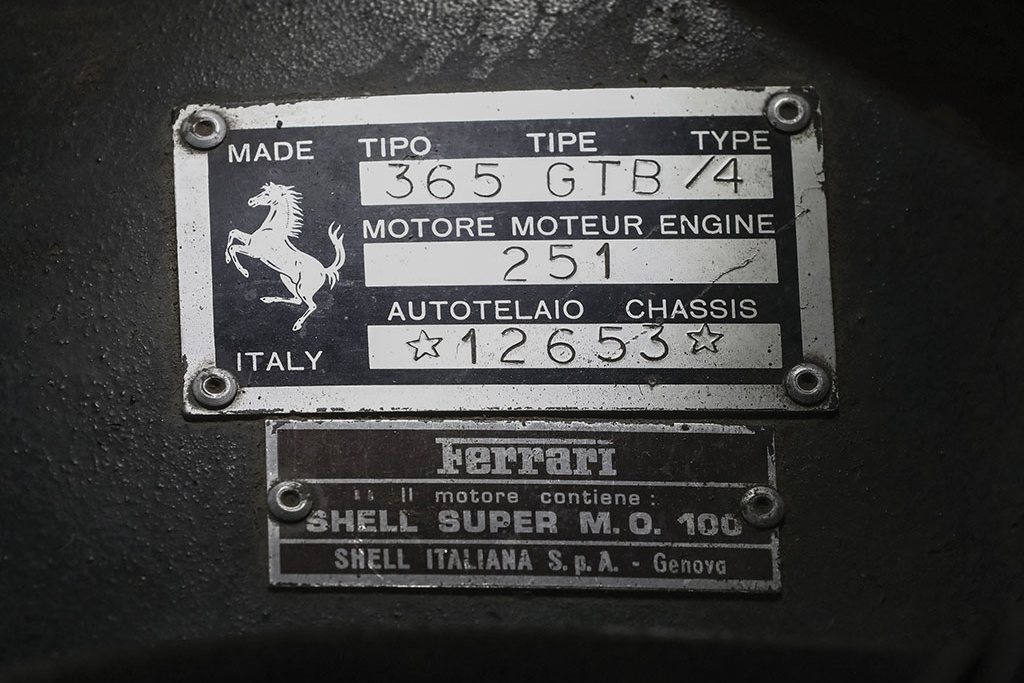 MADE TIPO TIPE TYPE
365 GTB/4
MOTORE MOTEUR ENGINE
251
AUTOTELAIO CHASSIS
☆12653☆
ITALY
Ferrari
Il motore contiene:
SHELL SUPER M.O. 100
SHELL ITALIANA S.p.A. - Genova